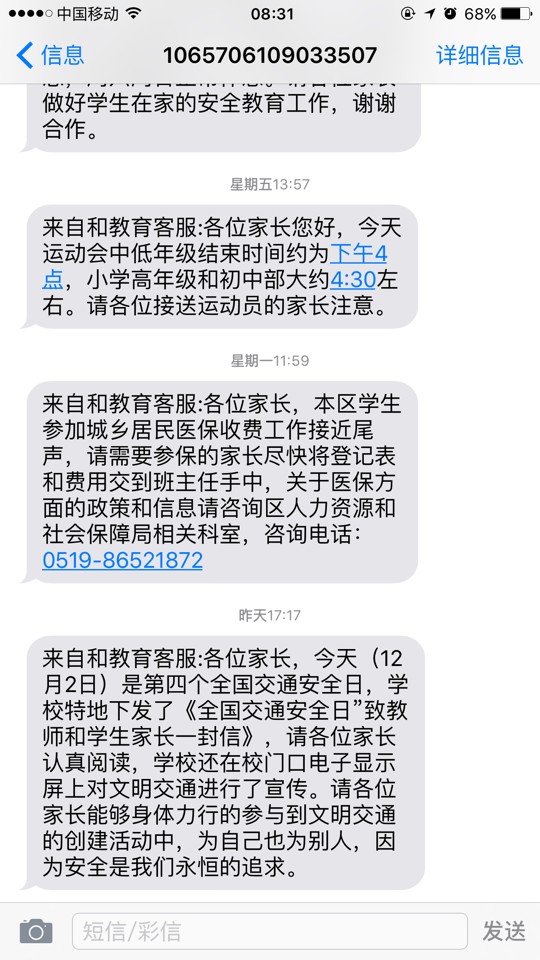 中国移动 08:31 68%
信息 1065706109033507 详细信息
做好学生在家的安全教育工作，谢谢
合作。
星期五13:57
来自和教育客服:各位家长您好，今天
运动会中低年级结束时间约为下午4
点，小学高年级和初中部大约4:30左
右。请各位接送运动员的家长注意。
星期一11:59
来自和教育客服:各位家长，本区学生
参加城乡居民医保收费工作接近尾
声，请需要参保的家长尽快将登记表
和费用交到班主任手中，关于医保方
面的政策和信息请咨询区人力资源和
社会保障局相关科室，咨询电话：
0519-86521872
昨天17:17
来自和教育客服:各位家长，今天（12
月2日）是第四个全国交通安全日，学
校特地下发了《全国交通安全日”致教
师和学生家长一封信》，请各位家长
认真阅读，学校还在校门口电子显示
屏上对文明交通进行了宣传。请各位
家长能够身体力行的参与到文明交通
的创建活动中，为自己也为别人，因
为安全是我们永恒的追求。
短信/彩信 发送